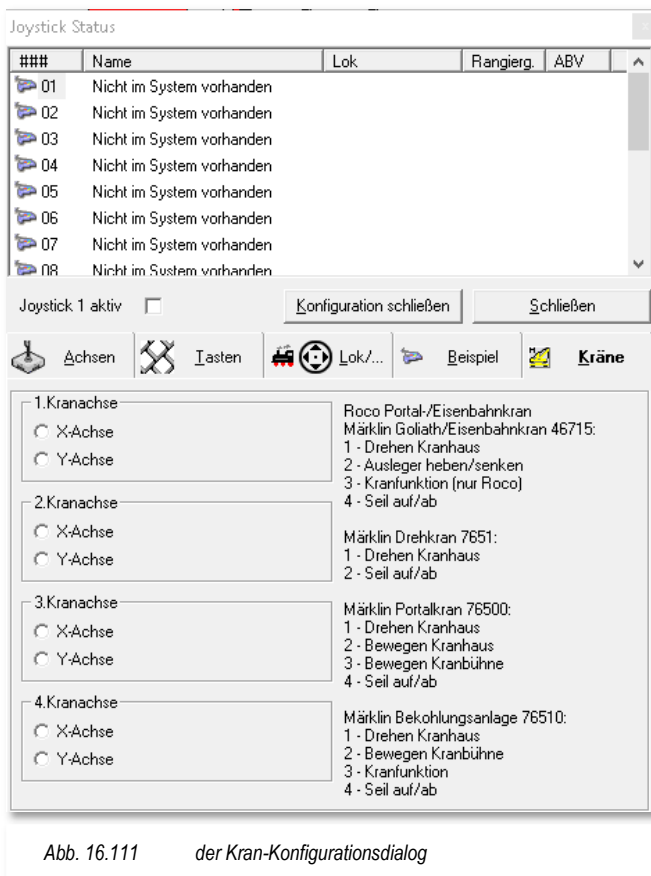 Joystick Status
### Name Lok Rangierg. ABV
01 Nicht im System vorhanden
02 Nicht im System vorhanden
03 Nicht im System vorhanden
04 Nicht im System vorhanden
05 Nicht im System vorhanden
06 Nicht im System vorhanden
07 Nicht im System vorhanden
08 Nicht im System vorhanden
Joystick 1 aktiv
Konfiguration schließen
Schließen
Achsen
Tasten
Lok/...
Beispiel
Kräne
1.Kranachse
X-Achse
Y-Achse
2.Kranachse
X-Achse
Y-Achse
3.Kranachse
X-Achse
Y-Achse
4.Kranachse
X-Achse
Y-Achse
Roco Portal-/Eisenbahnkran
Märklin Goliath/Eisenbahnkran 46715:
1 - Drehen Kranhaus
2 - Ausleger heben/senken
3 - Kranfunktion (nur Roco)
4 - Seil auf/ab
Märklin Drehkran 7651:
1 - Drehen Kranhaus
2 - Seil auf/ab
Märklin Portalkran 76500:
1 - Drehen Kranhaus
2 - Bewegen Kranhaus
3 - Bewegen Kranbühne
4 - Seil auf/ab
Märklin Bekohlungsanlage 76510:
1 - Drehen Kranhaus
2 - Bewegen Kranbühne
3 - Kranfunktion
4 - Seil auf/ab
Abb. 16.111 der Kran-Konfigurationsdialog